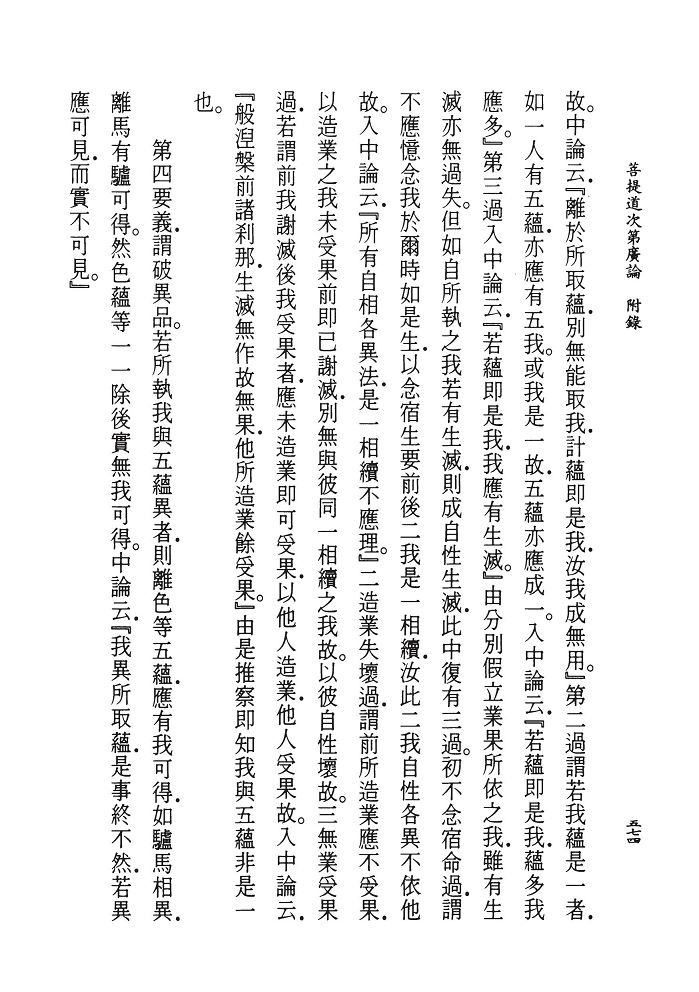 菩提道次第廣論　附錄
五七四
故。中論云『離於所取蘊，別無能取我，計蘊即是我，汝我成無用。』第二過謂若我蘊是一者，
如一人有五蘊，亦應有五我。或我是一故，五蘊亦應成一。入中論云，『若蘊即是我，蘊多我
應多。』第三過入中論云，『若蘊即是我，我應有生滅。』由分別假立業果所依之我，雖有生
滅亦無過失。但如自所執之我若有生滅，則成自性生滅，此中復有三過。初不念宿命過，謂
不應憶念我於爾時如是生，以念宿生要前後二我是一相續，汝此二我自性各異不依他
故。入中論云，『所有自相各異法，是一相續不應理。』二造業失壞過，謂前所造業應不受果，
以造業之我未受果前即已謝滅，別無與彼同一相續之我故。以彼自性壞故。三無業受果
過，若謂前我謝滅後我受果者，應未造業即可受果，以他人造業，他人受果故。入中論云，
『般涅槃前諸剎那，生滅無作故無果，他所造業餘受果。』由是推察即知我與五蘊非是一
也。
第四要義，謂破異品。若所執我與五蘊異者，則離色等五蘊，應有我可得，如驢馬相異，
離馬有驢可得。然色蘊等一一除後實無我可得。中論云，『我異所取蘊，是事終不然，若異
應可見，而實不可見。』